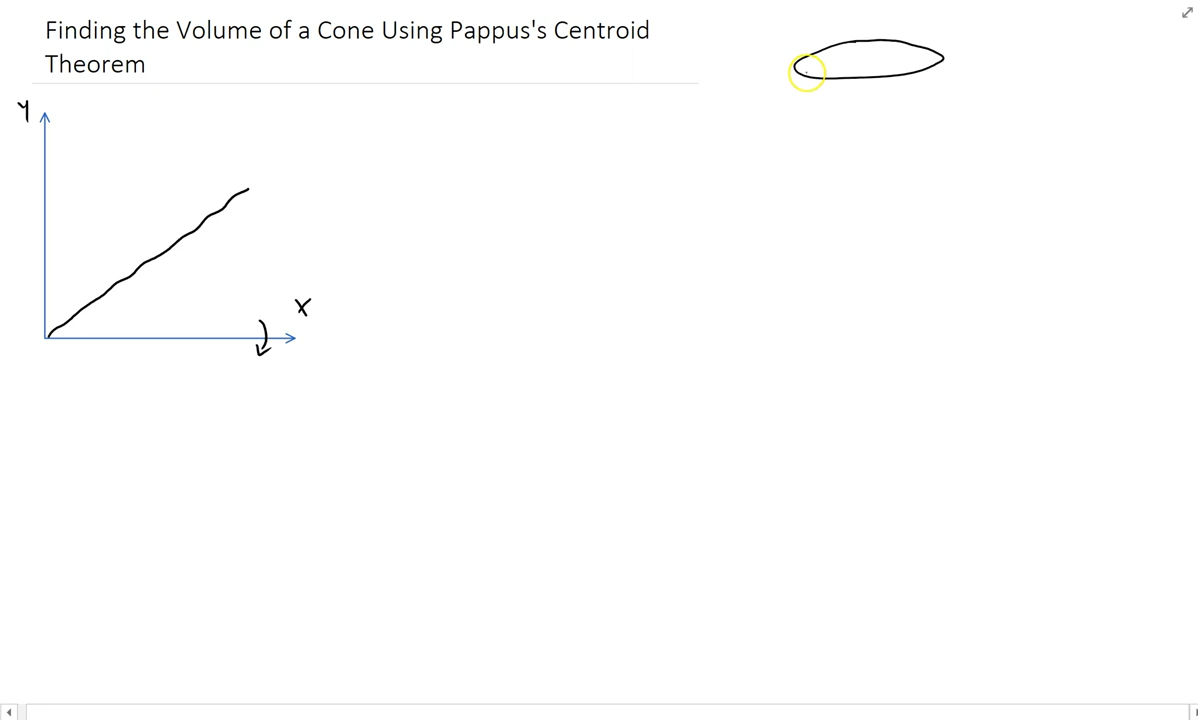 Finding the Volume of a Cone Using Pappus's Centroid
Theorem
Y
X